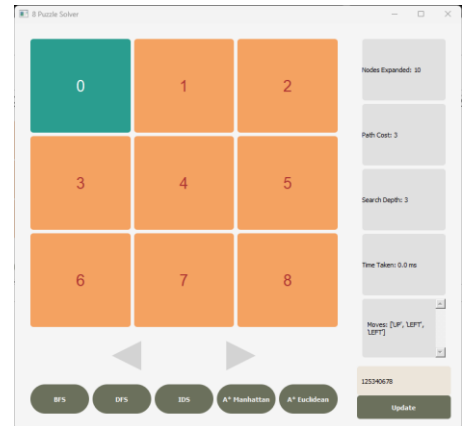 8 Puzzle Solver
0 1 2
Nodes Expanded: 10
Path Cost: 3
3 4 5
Search Depth: 3
6 7 8
Time Taken: 0.0 ms
Moves: ['UP', 'LEFT',
'LEFT']
125340678
BFS DFS IDS A* Manhattan A* Euclidean
Update